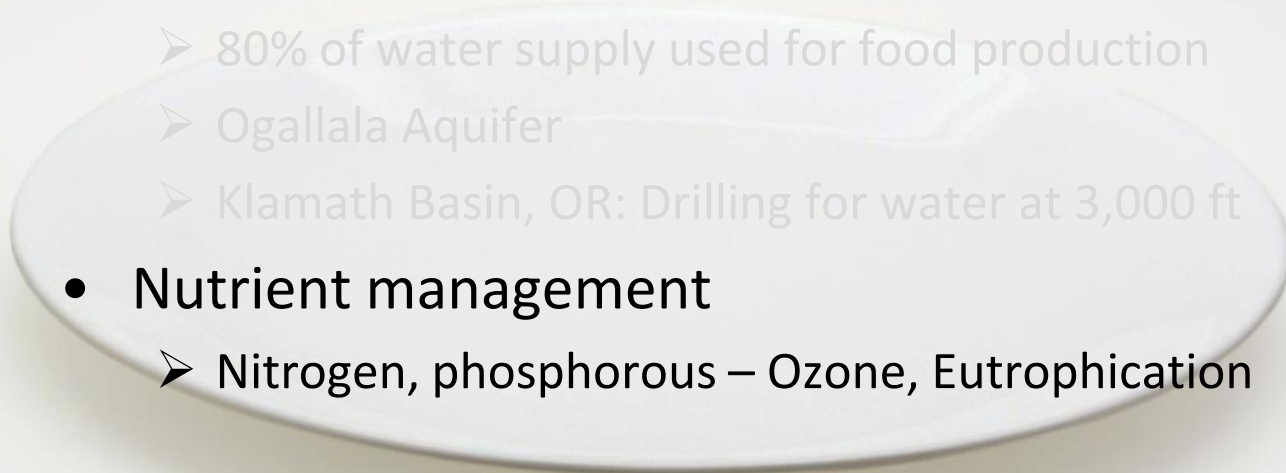 ➢ 80% of water supply used for food production
➢ Ogallala Aquifer
➢ Klamath Basin, OR: Drilling for water at 3,000 ft
• Nutrient management
➢ Nitrogen, phosphorous – Ozone, Eutrophication